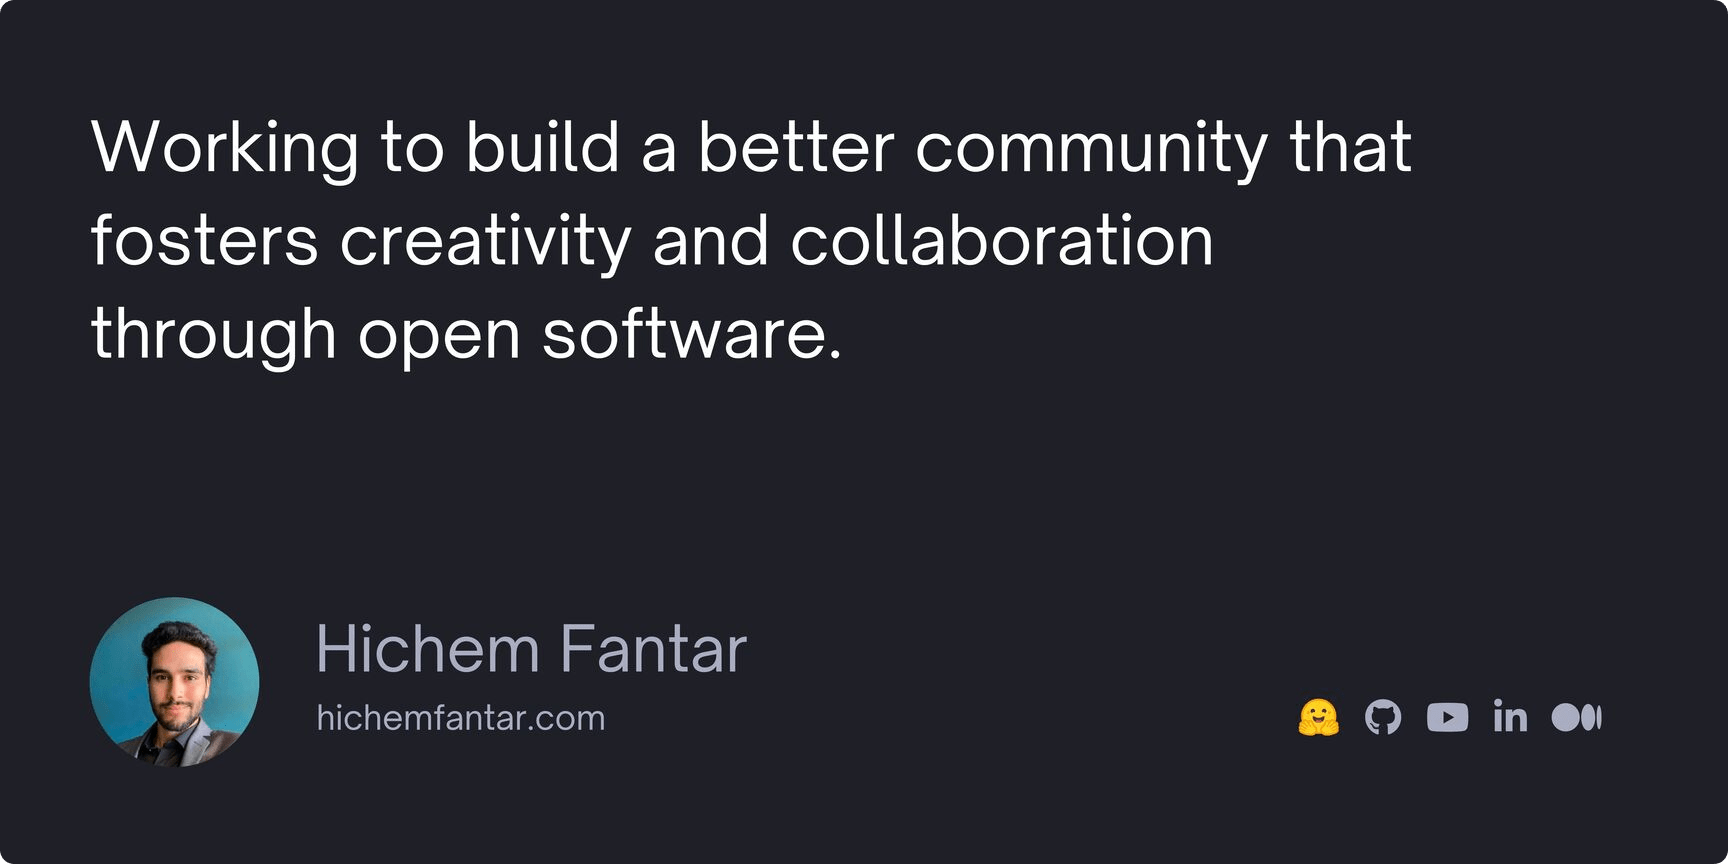 Working to build a better community that
fosters creativity and collaboration
through open software.
Hichem Fantar
hichemfantar.com
in